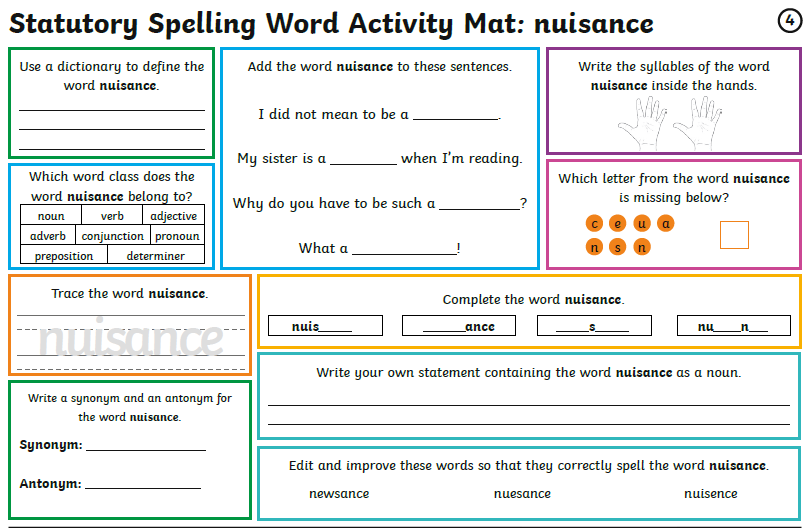 Statutory Spelling Word Activity Mat: nuisance
4
Use a dictionary to define the
word nuisance.
Add the word nuisance to these sentences.
I did not mean to be a __________.
My sister is a ________ when I'm reading.
Why do you have to be such a __________?
What a ____________!
Write the syllables of the word
nuisance inside the hands.
Which word class does the
word nuisance belong to?
noun verb adjective
adverb conjunction pronoun
preposition determiner
Which letter from the word nuisance
is missing below?
c e u a
n s n
Trace the word nuisance.
nuisance
Complete the word nuisance.
nuis_____ ______ance ____s_____ nu____n___
Write your own statement containing the word nuisance as a noun.
Write a synonym and an antonym for
the word nuisance.
Synonym: ______________
Antonym: ______________
Edit and improve these words so that they correctly spell the word nuisance.
newsance nuesance nuisence